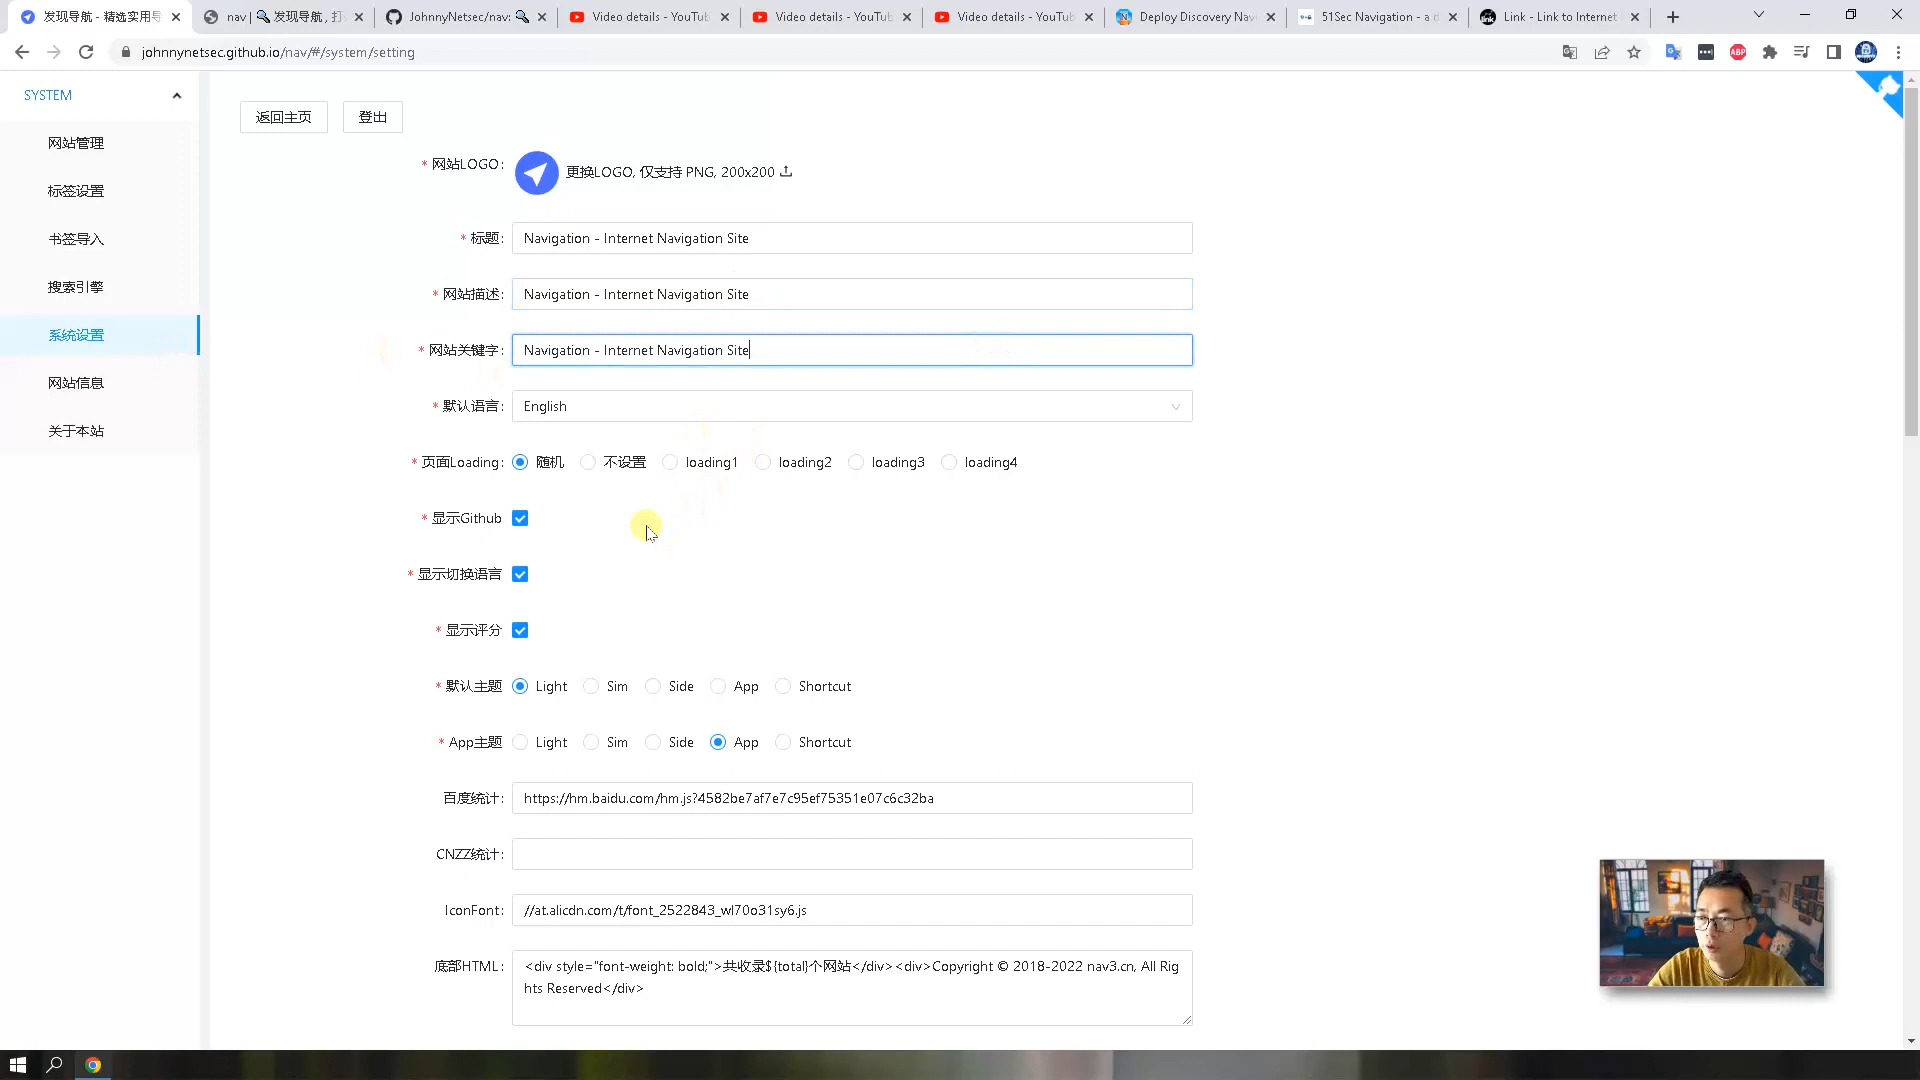 发现导航 - 精选实用导
nav | 🔍 发现导航 , 打
JohnnyNetsec/nav: 🔍
Video details - YouTub
Video details - YouTub
Video details - YouTub
Deploy Discovery Navi
51Sec Navigation - a d
Link - Link to Internet
johnnynetsec.github.io/nav/#/system/setting
ABP
SYSTEM
网站管理
标签设置
书签导入
搜索引擎
系统设置
网站信息
关于本站
返回主页
登出
* 网站LOGO:
更换LOGO, 仅支持 PNG, 200x200
* 标题:
Navigation - Internet Navigation Site
* 网站描述:
Navigation - Internet Navigation Site
* 网站关键字:
Navigation - Internet Navigation Site
* 默认语言:
English
* 页面Loading:
随机 不设置 loading1 loading2 loading3 loading4
* 显示Github
* 显示切换语言
* 显示评分
* 默认主题
Light Sim Side App Shortcut
* App主题
Light Sim Side App Shortcut
百度统计:
https://hm.baidu.com/hm.js?4582be7af7e7c95ef75351e07c6c32ba
CNZZ统计:
IconFont:
//at.alicdn.com/t/font_2522843_wl70o31sy6.js
底部HTML:
<div style="font-weight: bold;">共收录${total}个网站</div><div>Copyright © 2018-2022 nav3.cn, All Rig
hts Reserved</div>